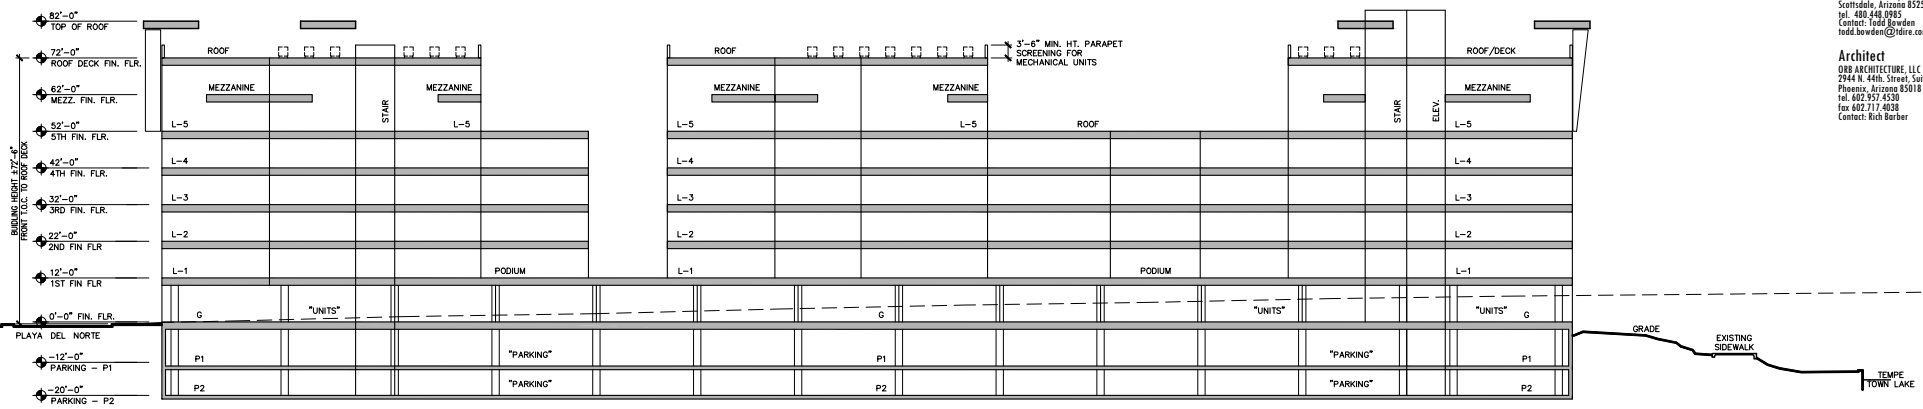 82'-0"
TOP OF ROOF
72'-0"
ROOF DECK FIN. FLR.
62'-0"
MEZZ. FIN. FLR.
52'-0"
5TH FIN. FLR.
42'-0"
4TH FIN. FLR.
32'-0"
3RD FIN. FLR.
22'-0"
2ND FIN FLR
12'-0"
1ST FIN FLR
0'-0" FIN. FLR.
PLAYA DEL NORTE
-12'-0"
PARKING - P1
-20'-0"
PARKING - P2
BUIDLING HEIGHT ±72'-6"
FRONT T.O.C. TO ROOF DECK
ROOF
ROOF
3'-6" MIN. HT. PARAPET
SCREENING FOR
MECHANICAL UNITS
ROOF/DECK
MEZZANINE
MEZZANINE
MEZZANINE
MEZZANINE
MEZZANINE
STAIR
STAIR
ELEV.
L-5
L-5
L-5
L-5
ROOF
L-5
L-4
L-4
L-4
L-3
L-3
L-3
L-2
L-2
L-2
L-1
PODIUM
L-1
PODIUM
L-1
G
"UNITS"
G
"UNITS"
"UNITS"
G
P1
"PARKING"
P1
"PARKING"
P1
P2
"PARKING"
P2
"PARKING"
P2
GRADE
EXISTING
SIDEWALK
TEMPE
TOWN LAKE
Scottsdale, Arizona 8525
tel. 480.448.0985
Contact: Todd Bowden
todd.bowden@tdire.co
Architect
ORB ARCHITECTURE, LLC
2944 N. 44th. Street, Sui
Phoenix, Arizona 85018
tel. 602.957.4530
fax 602.717.4038
Contact: Rich Barber